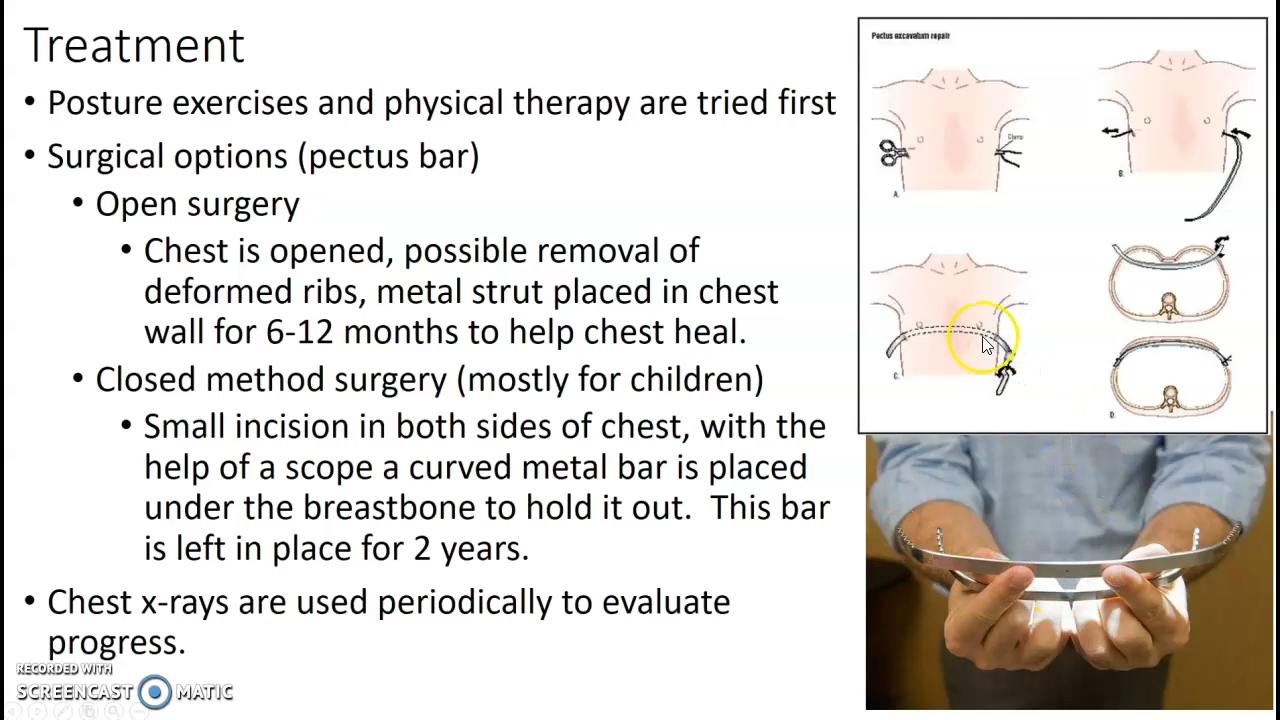 Treatment
• Posture exercises and physical therapy are tried first
• Surgical options (pectus bar)
• Open surgery
• Chest is opened, possible removal of
deformed ribs, metal strut placed in chest
wall for 6-12 months to help chest heal.
• Closed method surgery (mostly for children)
• Small incision in both sides of chest, with the
help of a scope a curved metal bar is placed
under the breastbone to hold it out.  This bar
is left in place for 2 years.
• Chest x-rays are used periodically to evaluate
progress.
Pectus excavatum repair
Clamp
A.
B.
C.
D.
RECORDED WITH
SCREENCAST MATIC